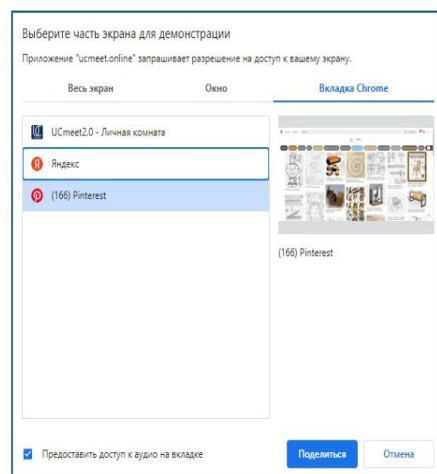 Выберите часть экрана для демонстрации
Приложение "ucmeet.online" запрашивает разрешение на доступ к вашему экрану.
Весь экран Окно Вкладка Chrome
UCmeet2.0 - Личная комната
Яндекс
(166) Pinterest
(166) Pinterest
Предоставить доступ к аудио на вкладке
Поделиться Отмена